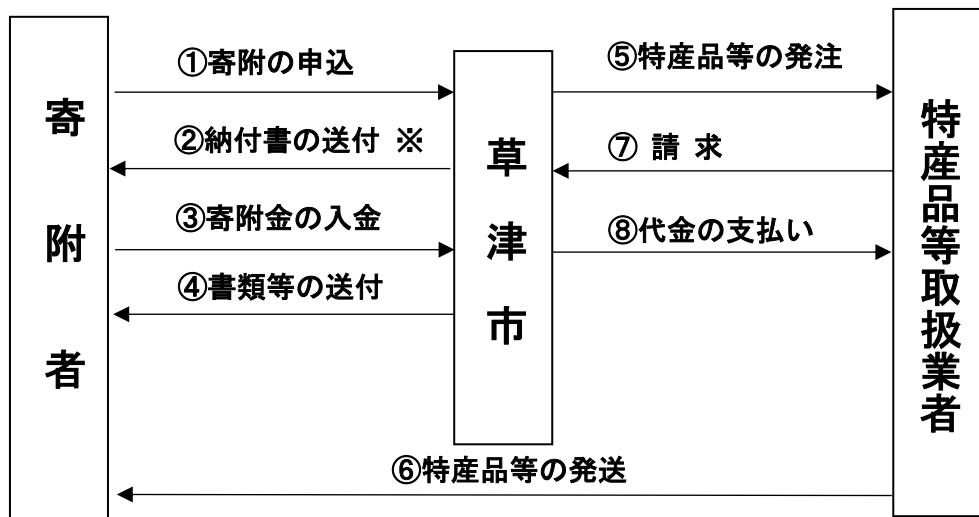 寄附者
①寄附の申込
②納付書の送付 ※
③寄附金の入金
④書類等の送付
草津市
⑤特産品等の発注
⑦ 請 求
⑧代金の支払い
特産品等取扱業者
⑥特産品等の発送